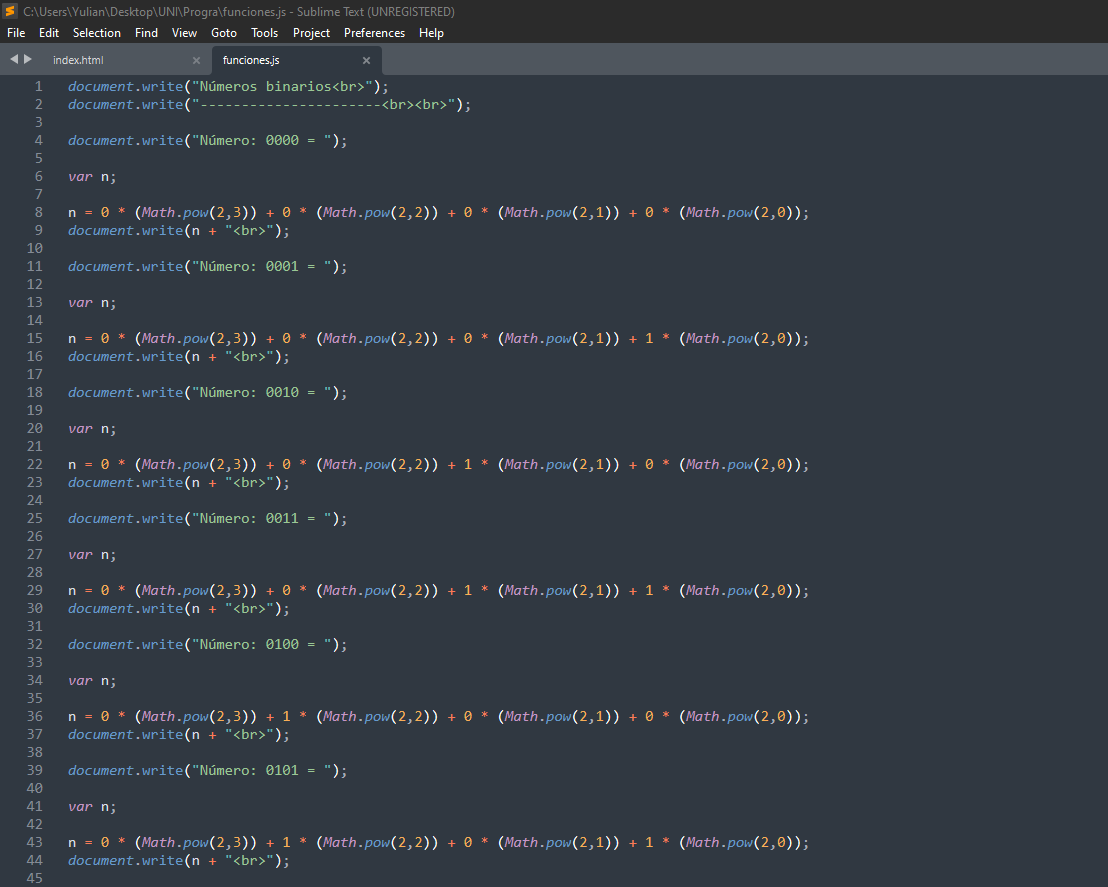 C:\Users\Yulian\Desktop\UNI\Progra\funciones.js - Sublime Text (UNREGISTERED)
File Edit Selection Find View Goto Tools Project Preferences Help
index.html × funciones.js ×
1 document.write("Números binarios<br>");
2 document.write("----------------------<br><br>");
3
4 document.write("Número: 0000 = ");
5
6 var n;
7
8 n = 0 * (Math.pow(2,3)) + 0 * (Math.pow(2,2)) + 0 * (Math.pow(2,1)) + 0 * (Math.pow(2,0));
9 document.write(n + "<br>");
10
11 document.write("Número: 0001 = ");
12
13 var n;
14
15 n = 0 * (Math.pow(2,3)) + 0 * (Math.pow(2,2)) + 0 * (Math.pow(2,1)) + 1 * (Math.pow(2,0));
16 document.write(n + "<br>");
17
18 document.write("Número: 0010 = ");
19
20 var n;
21
22 n = 0 * (Math.pow(2,3)) + 0 * (Math.pow(2,2)) + 1 * (Math.pow(2,1)) + 0 * (Math.pow(2,0));
23 document.write(n + "<br>");
24
25 document.write("Número: 0011 = ");
26
27 var n;
28
29 n = 0 * (Math.pow(2,3)) + 0 * (Math.pow(2,2)) + 1 * (Math.pow(2,1)) + 1 * (Math.pow(2,0));
30 document.write(n + "<br>");
31
32 document.write("Número: 0100 = ");
33
34 var n;
35
36 n = 0 * (Math.pow(2,3)) + 1 * (Math.pow(2,2)) + 0 * (Math.pow(2,1)) + 0 * (Math.pow(2,0));
37 document.write(n + "<br>");
38
39 document.write("Número: 0101 = ");
40
41 var n;
42
43 n = 0 * (Math.pow(2,3)) + 1 * (Math.pow(2,2)) + 0 * (Math.pow(2,1)) + 1 * (Math.pow(2,0));
44 document.write(n + "<br>");
45